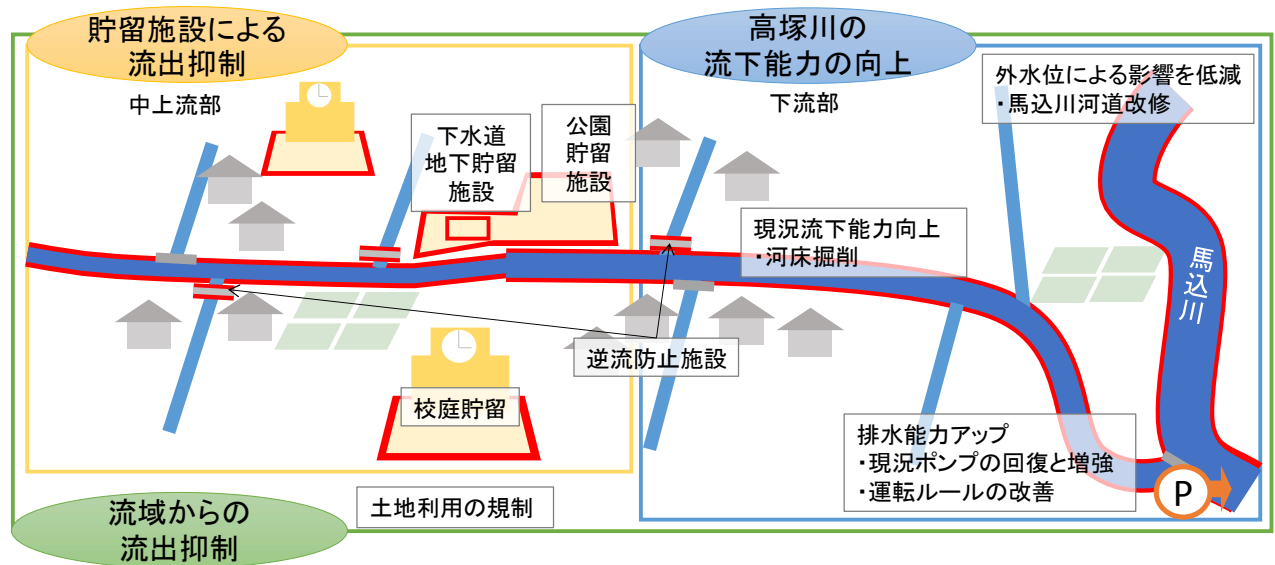 貯留施設による
流出抑制
中上流部
下水道
地下貯留
施設
公園
貯留
施設
校庭貯留
逆流防止施設
高塚川の
流下能力の向上
下流部
外水位による影響を低減
・馬込川河道改修
現況流下能力向上
・河床掘削
馬込川
排水能力アップ
・現況ポンプの回復と増強
・運転ルールの改善
P
流域からの
流出抑制
土地利用の規制